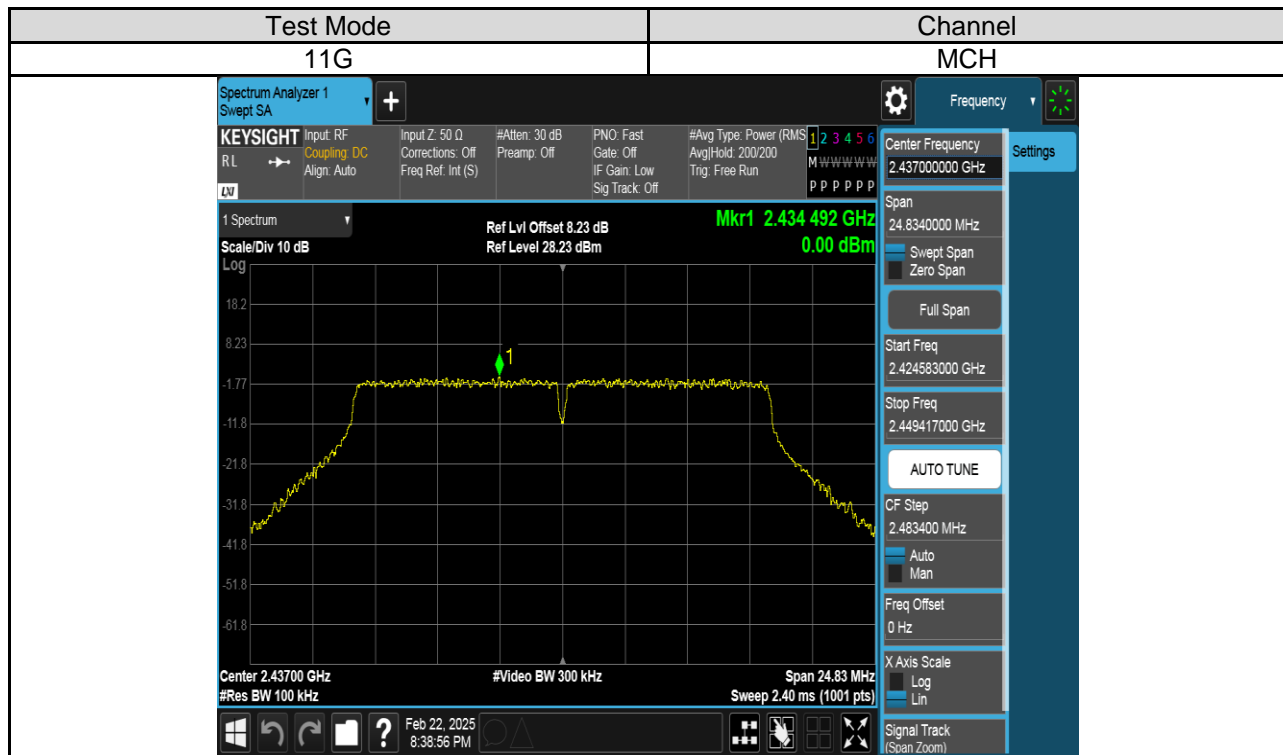 Test Mode Channel
11G MCH
Spectrum Analyzer 1
Swept SA
+
Frequency
KEYSIGHT
RL
LXI
Input: RF
Coupling: DC
Align: Auto
Input Z: 50 Ω
Corrections: Off
Freq Ref: Int (S)
#Atten: 30 dB
Preamp: Off
PNO: Fast
Gate: Off
IF Gain: Low
Sig Track: Off
#Avg Type: Power (RMS
Avg|Hold: 200/200
Trig: Free Run
1 2 3 4 5 6
M W W W W W
P P P P P P
1 Spectrum
Scale/Div 10 dB
Ref Lvl Offset 8.23 dB
Ref Level 28.23 dBm
Mkr1 2.434 492 GHz
0.00 dBm
Log
18.2
8.23
-1.77
-11.8
-21.8
-31.8
-41.8
-51.8
-61.8
1
Center 2.43700 GHz
#Res BW 100 kHz
#Video BW 300 kHz
Span 24.83 MHz
Sweep 2.40 ms (1001 pts)
Center Frequency
2.437000000 GHz
Settings
Span
24.8340000 MHz
Swept Span
Zero Span
Full Span
Start Freq
2.424583000 GHz
Stop Freq
2.449417000 GHz
AUTO TUNE
CF Step
2.483400 MHz
Auto
Man
Freq Offset
0 Hz
X Axis Scale
Log
Lin
Signal Track
(Span Zoom)
?
Feb 22, 2025
8:38:56 PM